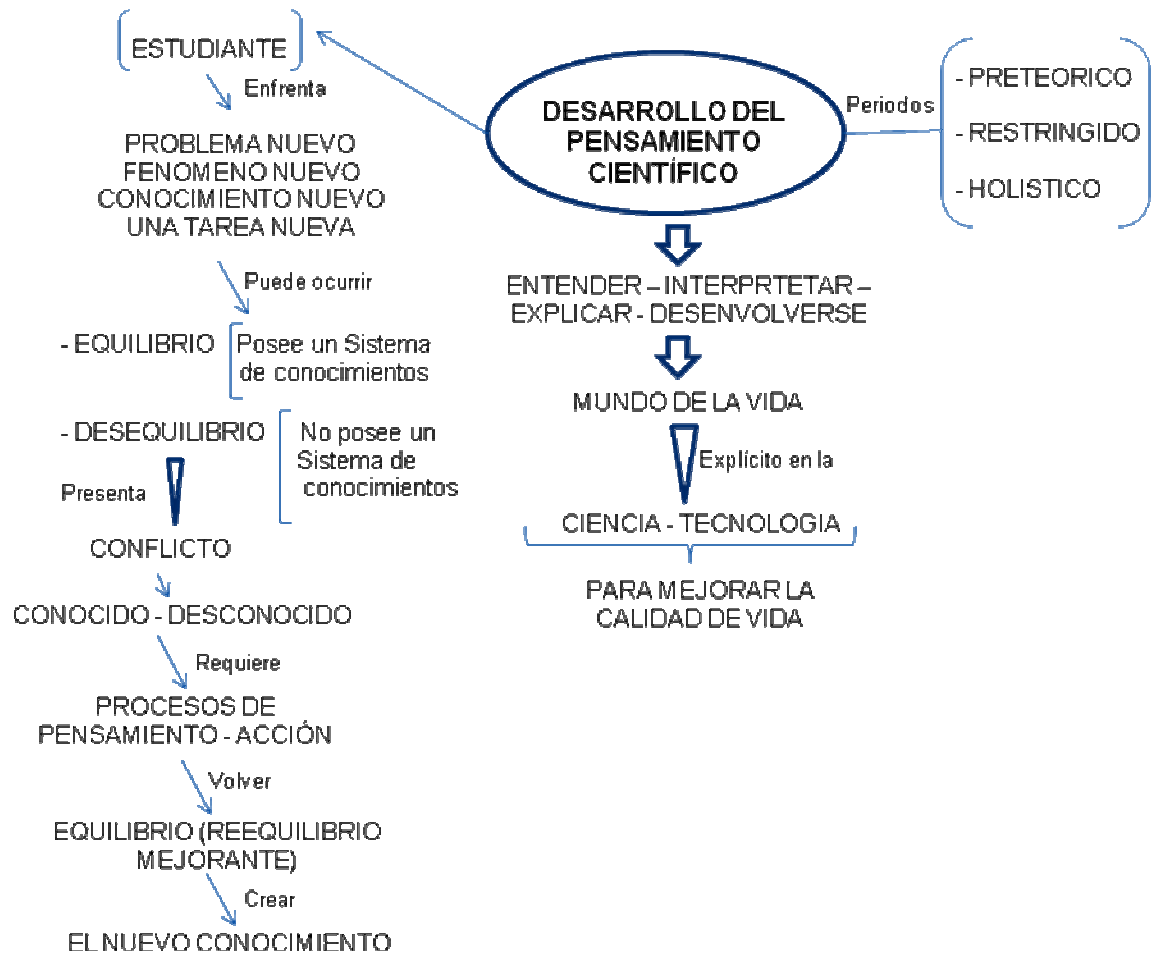 DESARROLLO DEL
PENSAMIENTO
CIENTÍFICO
Periodos
- PRETEORICO
- RESTRINGIDO
- HOLISTICO
ESTUDIANTE
Enfrenta
PROBLEMA NUEVO
FENOMENO NUEVO
CONOCIMIENTO NUEVO
UNA TAREA NUEVA
Puede ocurrir
- EQUILIBRIO
Posee un Sistema
de conocimientos
- DESEQUILIBRIO
No posee un
Sistema de
conocimientos
Presenta
CONFLICTO
CONOCIDO - DESCONOCIDO
Requiere
PROCESOS DE
PENSAMIENTO - ACCIÓN
Volver
EQUILIBRIO (REEQUILIBRIO
MEJORANTE)
Crear
EL NUEVO CONOCIMIENTO
ENTENDER – INTERPRTETAR –
EXPLICAR - DESENVOLVERSE
MUNDO DE LA VIDA
Explícito en la
CIENCIA - TECNOLOGIA
PARA MEJORAR LA
CALIDAD DE VIDA